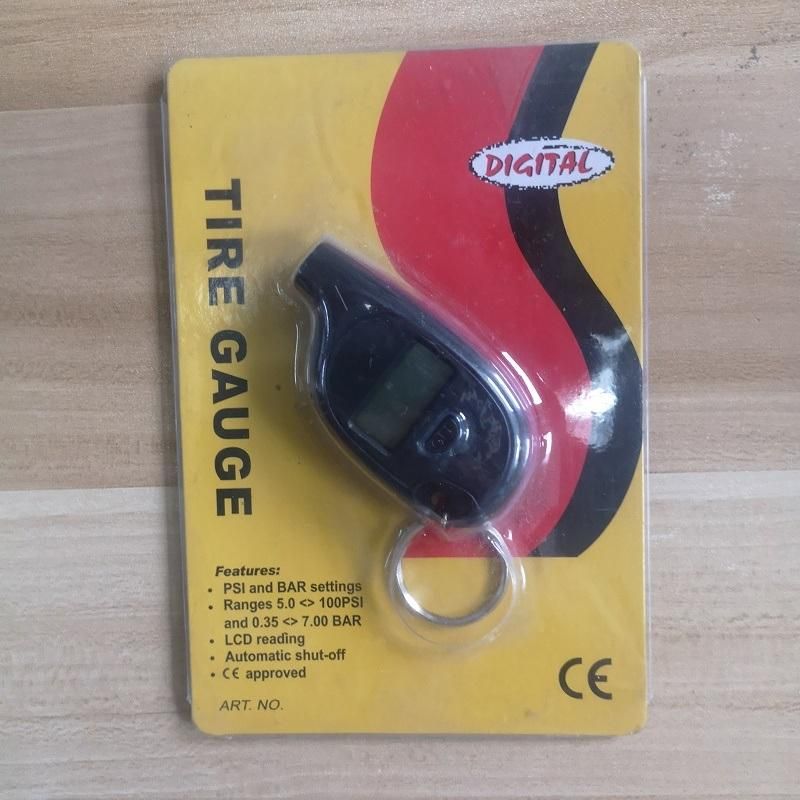 DIGITAL
TIRE GAUGE
ON
Features:
• PSI and BAR settings
• Ranges 5.0 <> 100PSI
and 0.35 <> 7.00 BAR
• LCD reading
• Automatic shut-off
• CE approved
ART. NO.
CE